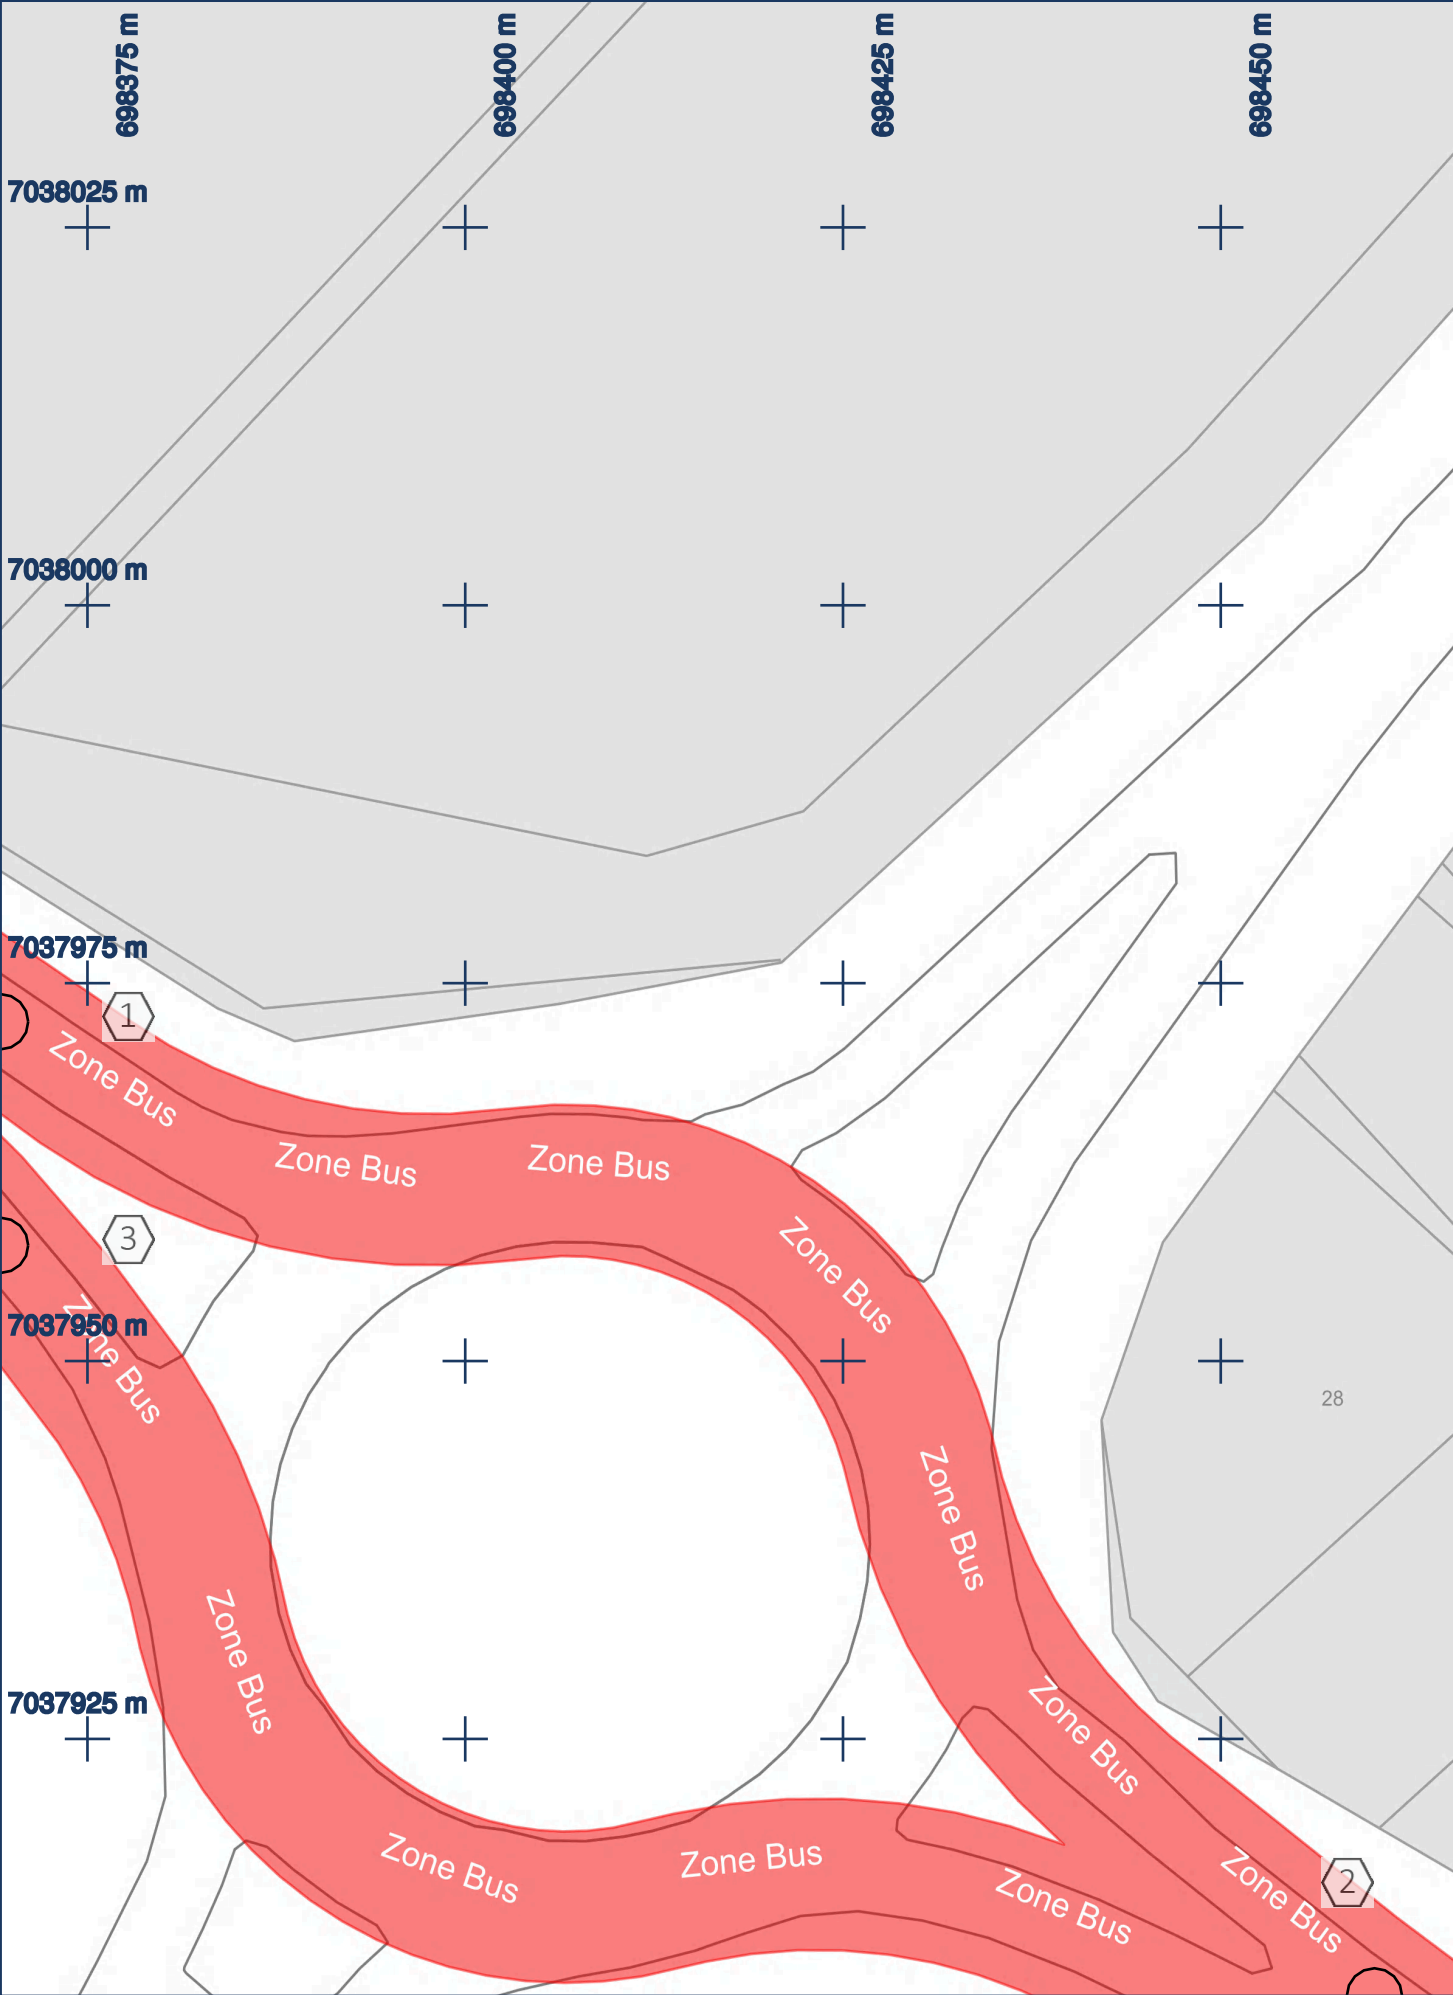 698375 m
698400 m
698425 m
698450 m
7038025 m
7038000 m
7037975 m
1
Zone Bus
Zone Bus
Zone Bus
3
Zone Bus
7037950 m
Zone Bus
28
Zone Bus
Zone Bus
7037925 m
Zone Bus
Zone Bus
Zone Bus
Zone Bus
Zone Bus
2